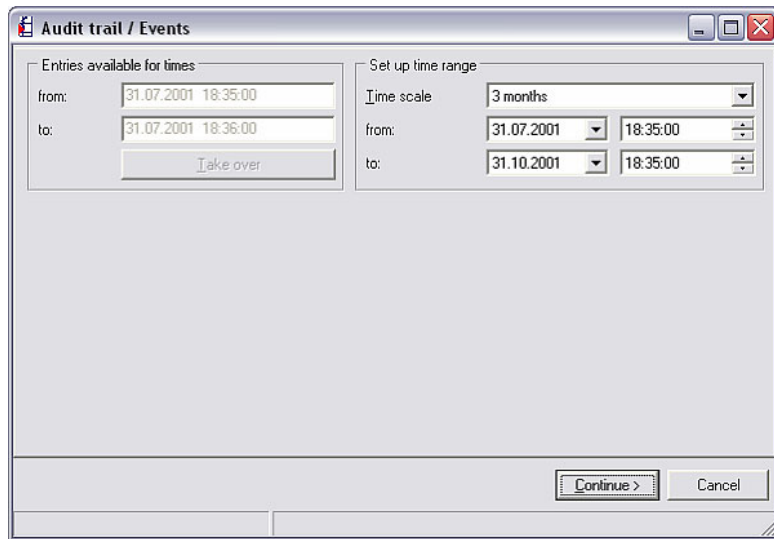 Audit trail / Events
Entries available for times
from: 31.07.2001 18:35:00
to: 31.07.2001 18:36:00
Take over
Set up time range
Time scale 3 months
from: 31.07.2001 18:35:00
to: 31.10.2001 18:35:00
Continue >
Cancel